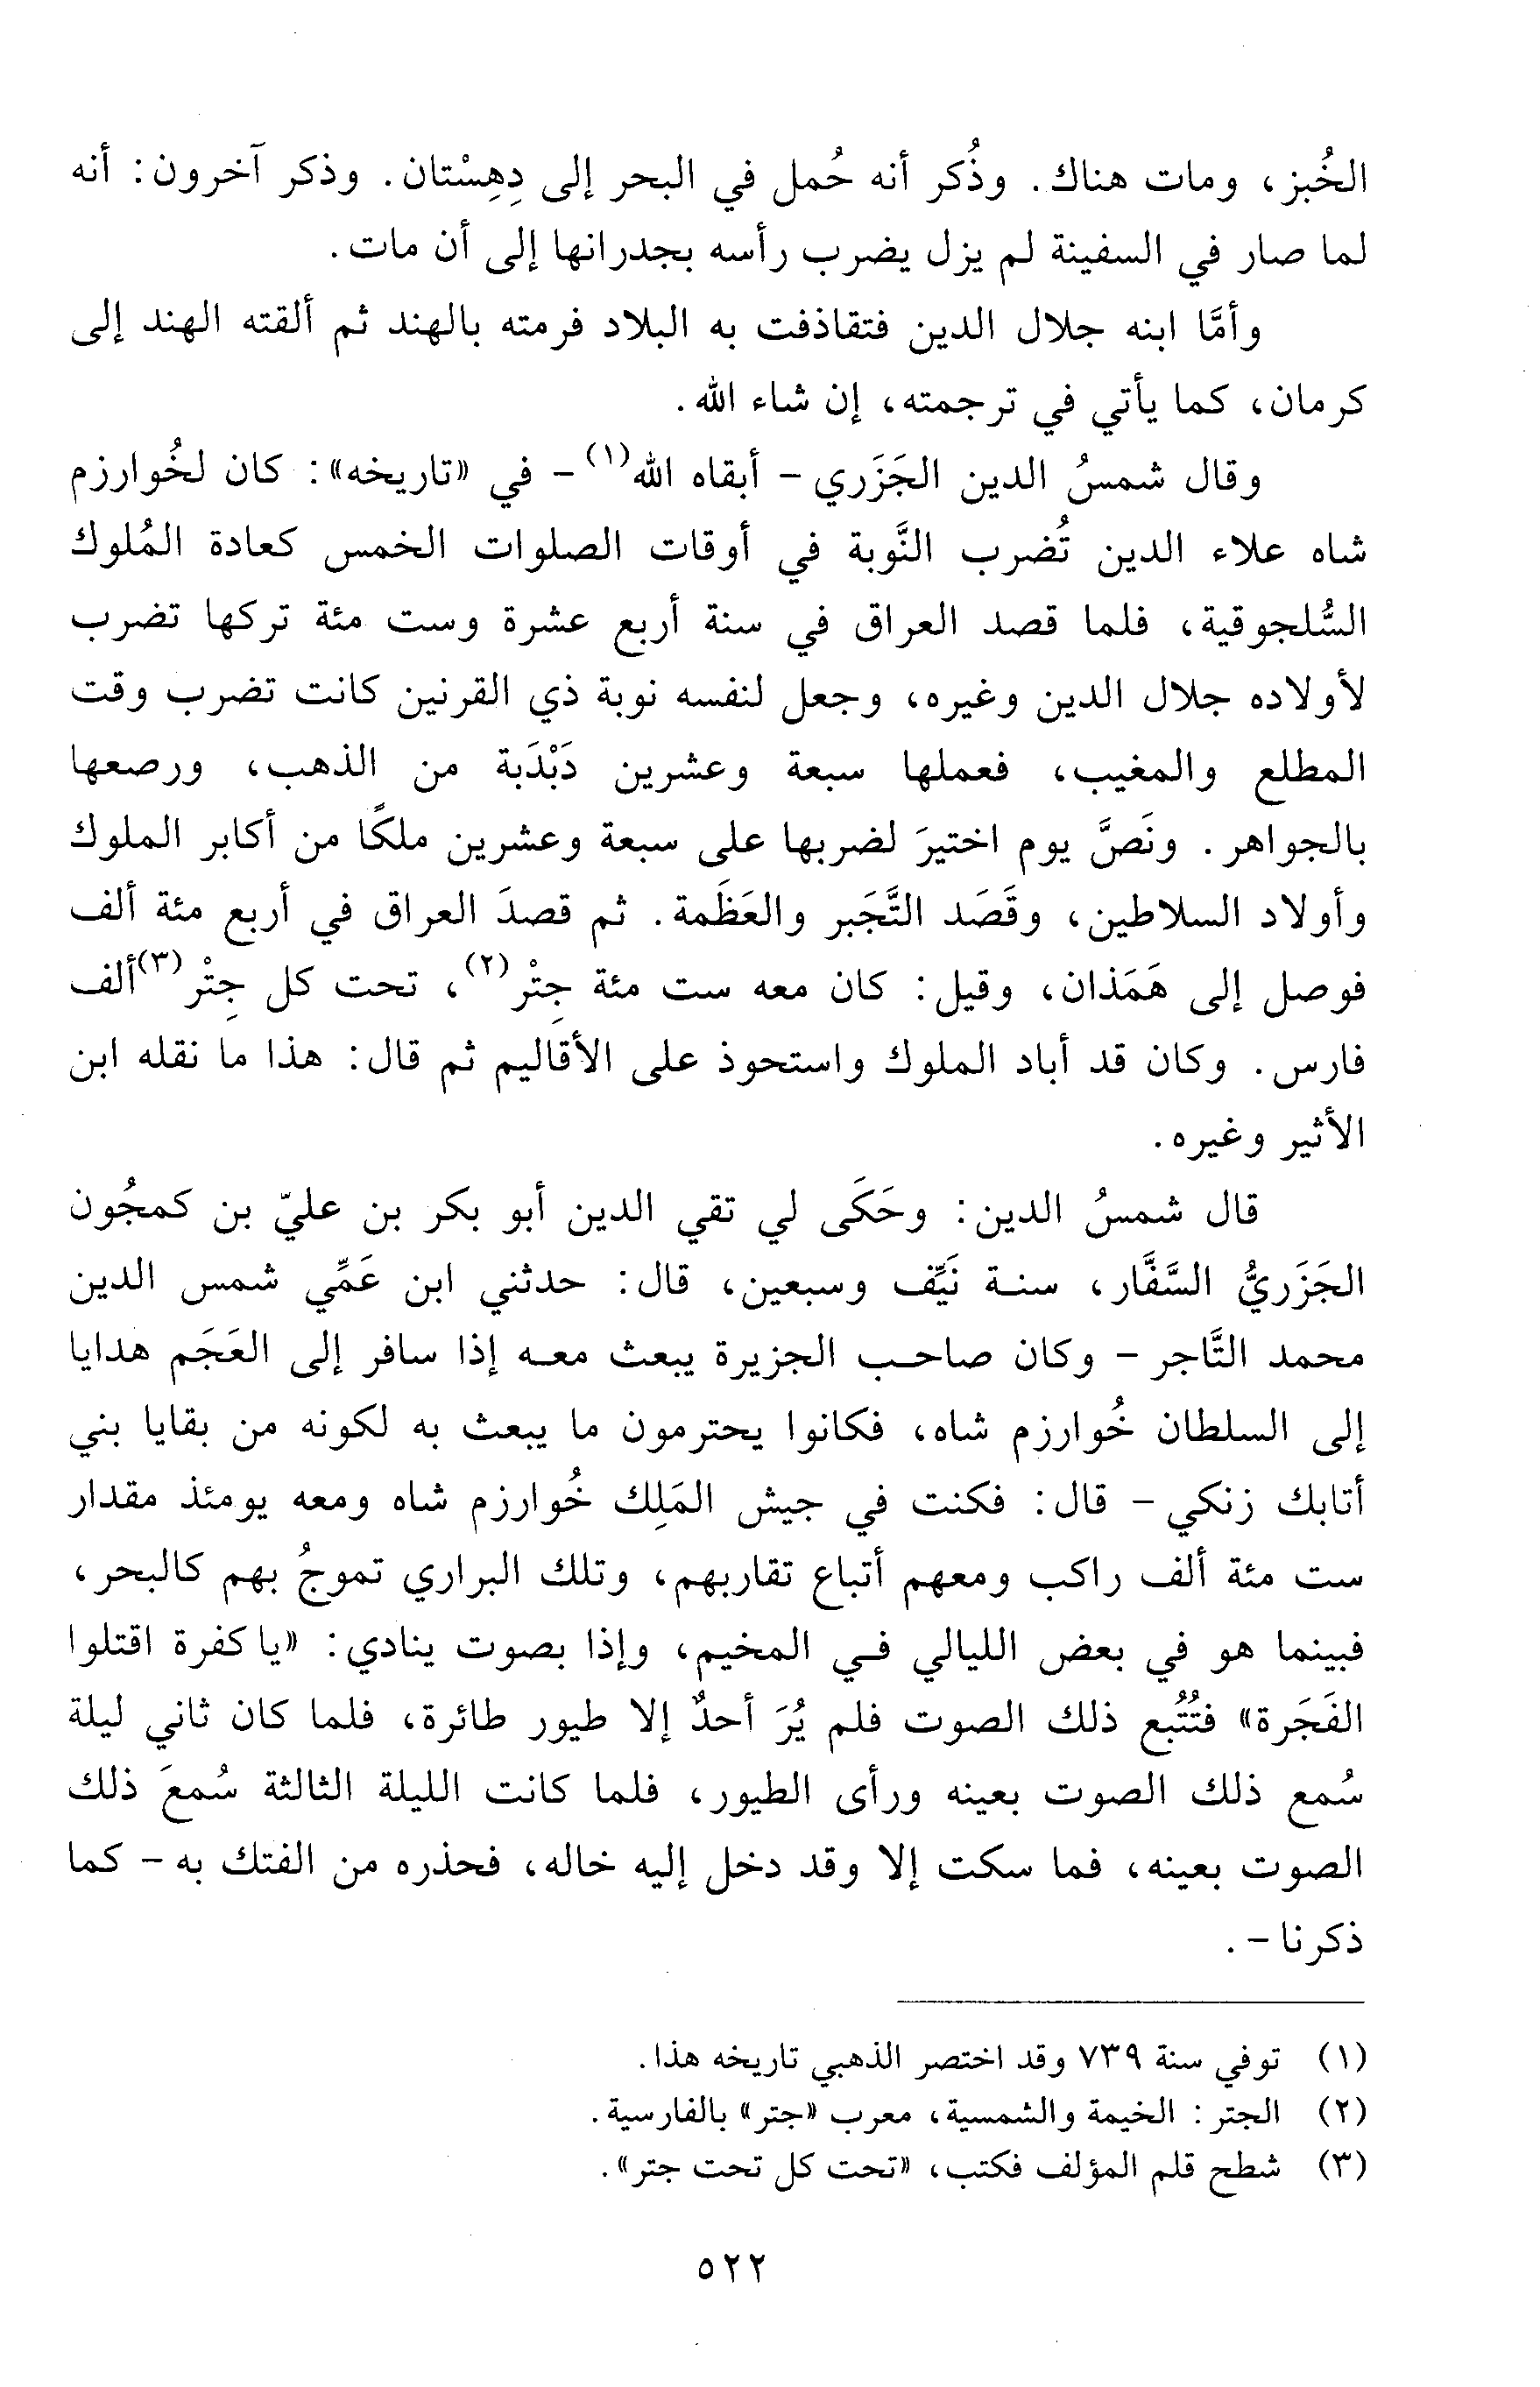 الخُبز، ومات هناك. وذُكر أنه حُمل في البحر إلى دِهِسْتان. وذكر آخرون: أنه
لما صار في السفينة لم يزل يضرب رأسه بجدرانها إلى أن مات.
وأمَّا ابنه جلال الدين فتقاذفت به البلاد فرمته بالهند ثم ألقته الهند إلى
كرمان، كما يأتي في ترجمته، إن شاء الله.
وقال شمسُ الدين الجَزَري - أبقاه الله(١) - في «تاريخه»: كان لخُوارزم
شاه علاء الدين تُضرب النَّوبة في أوقات الصلوات الخمس كعادة المُلوك
السُّلجوقية، فلما قصد العراق في سنة أربع عشرة وست مئة تركها تضرب
لأولاده جلال الدين وغيره، وجعل لنفسه نوبة ذي القرنين كانت تضرب وقت
المطلع والمغيب، فعملها سبعة وعشرين دَبْدَبة من الذهب، ورصعها
بالجواهر. ونَصَّ يوم اختيرَ لضربها على سبعة وعشرين ملكًا من أكابر الملوك
وأولاد السلاطين، وقَصَد التَّجَبر والعَظَمة. ثم قصدَ العراق في أربع مئة ألف
فوصل إلى هَمَذان، وقيل: كان معه ست مئة جِتْر(٢)، تحت كل جِتْر(٣)ألف
فارس. وكان قد أباد الملوك واستحوذ على الأقاليم ثم قال: هذا ما نقله ابن
الأثير وغيره.
قال شمسُ الدين: وحَكَى لي تقي الدين أبو بكر بن عليّ بن كمجُون
الجَزَريُّ السَّفَّار، سنة نَيِّف وسبعين، قال: حدثني ابن عَمِّي شمس الدين
محمد التَّاجر - وكان صاحب الجزيرة يبعث معه إذا سافر إلى العَجَم هدايا
إلى السلطان خُوارزم شاه، فكانوا يحترمون ما يبعث به لكونه من بقايا بني
أتابك زنكي - قال: فكنت في جيش المَلِك خُوارزم شاه ومعه يومئذ مقدار
ست مئة ألف راكب ومعهم أتباع تقاربهم، وتلك البراري تموجُ بهم كالبحر،
فبينما هو في بعض الليالي في المخيم، وإذا بصوت ينادي: «يا كفرة اقتلوا
الفَجَرة» فتُتُبع ذلك الصوت فلم يُرَ أحدٌ إلا طيور طائرة، فلما كان ثاني ليلة
سُمع ذلك الصوت بعينه ورأى الطيور، فلما كانت الليلة الثالثة سُمعَ ذلك
الصوت بعينه، فما سكت إلا وقد دخل إليه خاله، فحذره من الفتك به - كما
ذكرنا -.
(١) توفي سنة ٧٣٩ وقد اختصر الذهبي تاريخه هذا.
(٢) الجتر: الخيمة والشمسية، معرب «جتر» بالفارسية.
(٣) شطح قلم المؤلف فكتب، «تحت كل تحت جتر».
٥٢٢